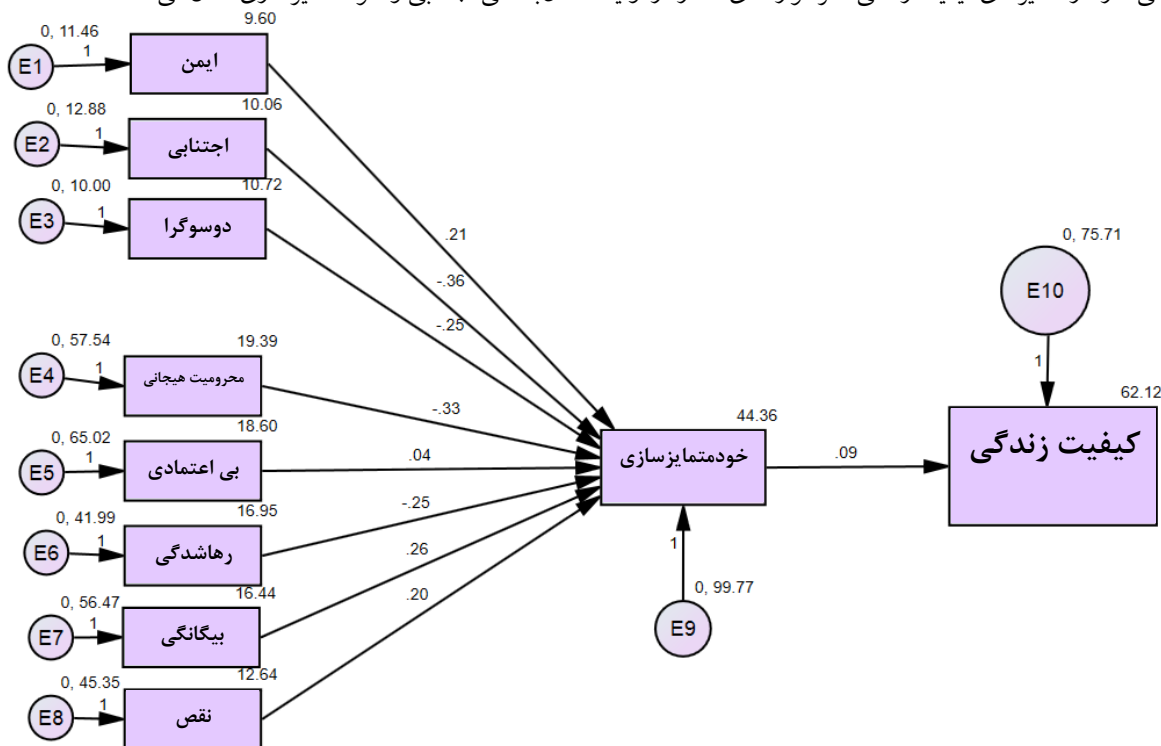 9.60
0, 11.46
1
E1
ایمن
10.06
0, 12.88
1
E2
اجتنابی
10.72
0, 10.00
1
E3
دوسوگرا
.21
-.36
-.25
0, 75.71
E10
1
19.39
0, 57.54
1
E4
محرومیت هیجانی
-.33
18.60
0, 65.02
1
E5
بی اعتمادی
.04
44.36
خودمتمایزسازی
.09
62.12
کیفیت زندگی
16.95
0, 41.99
1
E6
رهاشدگی
-.25
16.44
0, 56.47
1
E7
بیگانگی
.26
12.64
0, 45.35
1
E8
نقص
.20
1
0, 99.77
E9